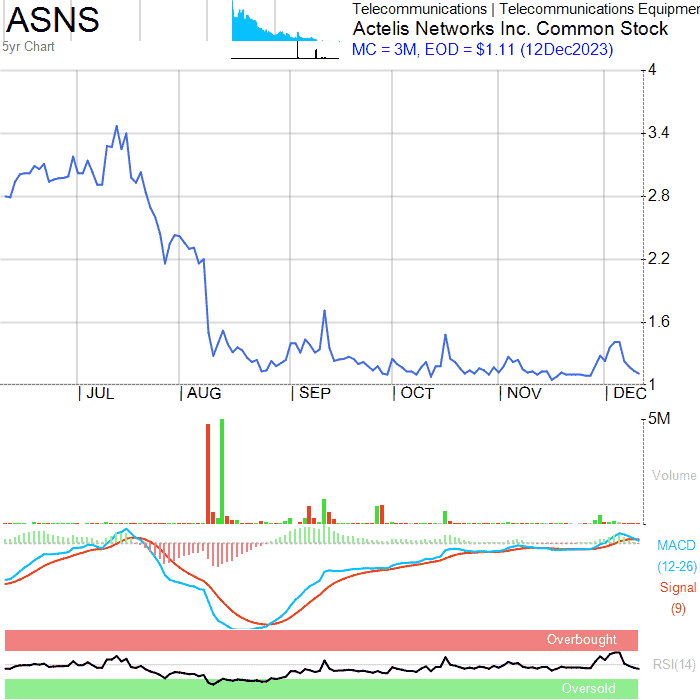 ASNS
5yr Chart
Telecommunications | Telecommunications Equipmen
Actelis Networks Inc. Common Stock
MC = 3M, EOD = $1.11 (12Dec2023)
4
3.4
2.8
2.2
1.6
1
JUL AUG SEP OCT NOV DEC
5M
Volume
MACD
(12-26)
Signal
(9)
Overbought
RSI(14)
Oversold